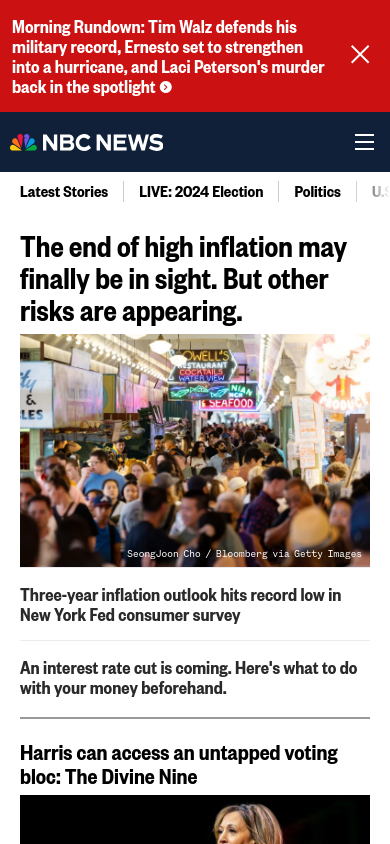 Morning Rundown: Tim Walz defends his
military record, Ernesto set to strengthen
into a hurricane, and Laci Peterson's murder
back in the spotlight
NBC NEWS
Latest Stories
LIVE: 2024 Election
Politics
The end of high inflation may
finally be in sight. But other
risks are appearing.
LOWELL'S
RESTAURANT
COCKTAILS
WATER VIEW
SEAFOOD
&
SeongJoon Cho / Bloomberg via Getty Images
Three-year inflation outlook hits record low in
New York Fed consumer survey
An interest rate cut is coming. Here's what to do
with your money beforehand.
Harris can access an untapped voting
bloc: The Divine Nine